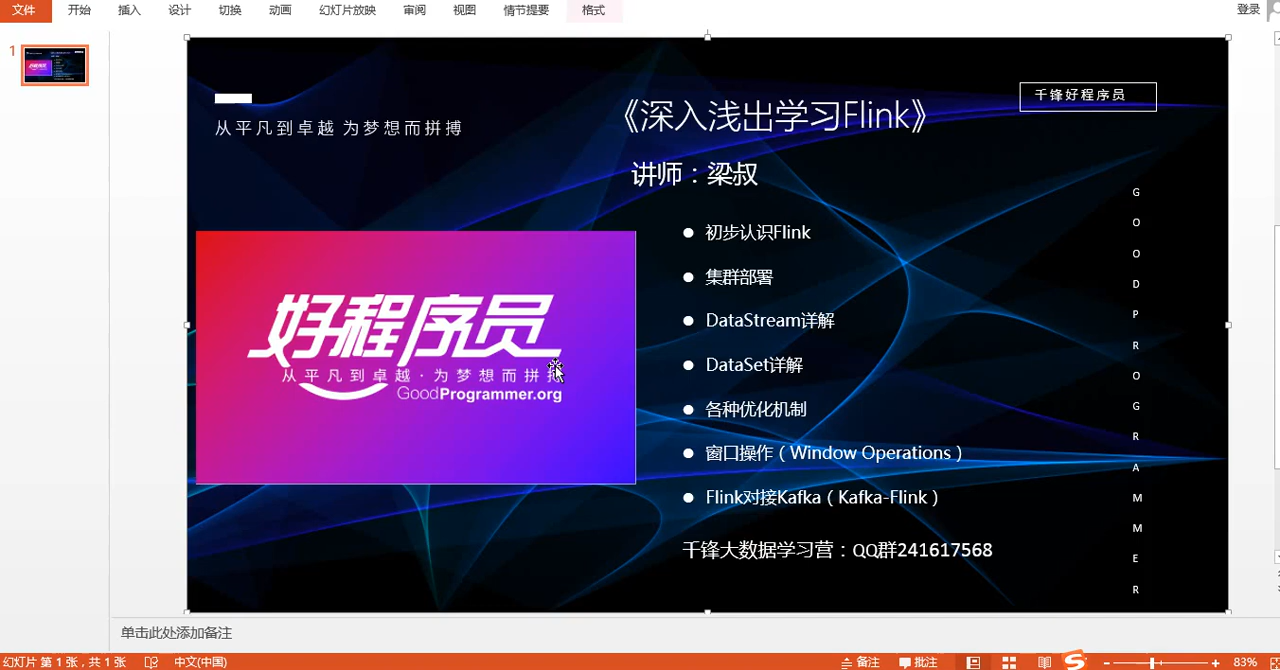 文件 开始 插入 设计 切换 动画 幻灯片放映 审阅 视图 情节提要 格式 登录
1
从平凡到卓越 为梦想而拼搏
《深入浅出学习Flink》
千锋好程序员
讲师：梁叔
好程序员
从平凡到卓越·为梦想而拼
GoodProgrammer.org
● 初步认识Flink
● 集群部署
● DataStream详解
● DataSet详解
● 各种优化机制
● 窗口操作（Window Operations）
● Flink对接Kafka（Kafka-Flink）
千锋大数据学习营：QQ群241617568
G
O
O
D
P
R
O
G
R
A
M
M
E
R
单击此处添加备注
幻灯片 第 1 张，共 1 张 中文(中国) 备注 批注 83%